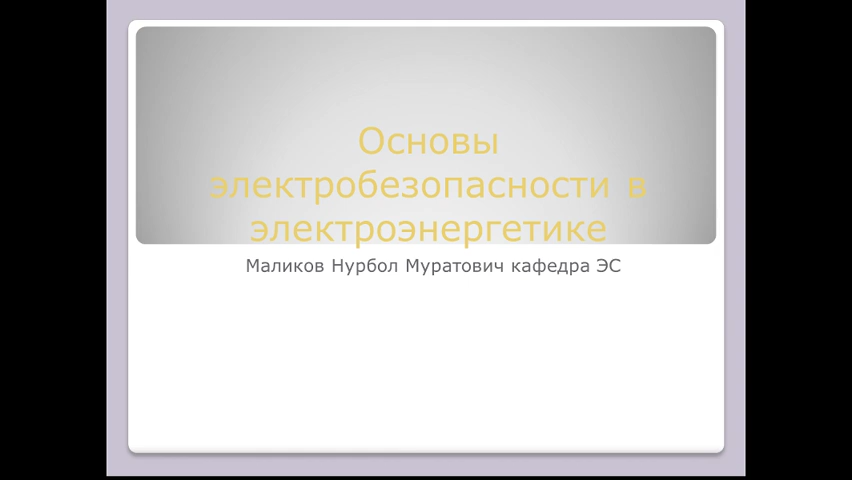 Основы
электробезопасности в
электроэнергетике
Маликов Нурбол Муратович кафедра ЭС